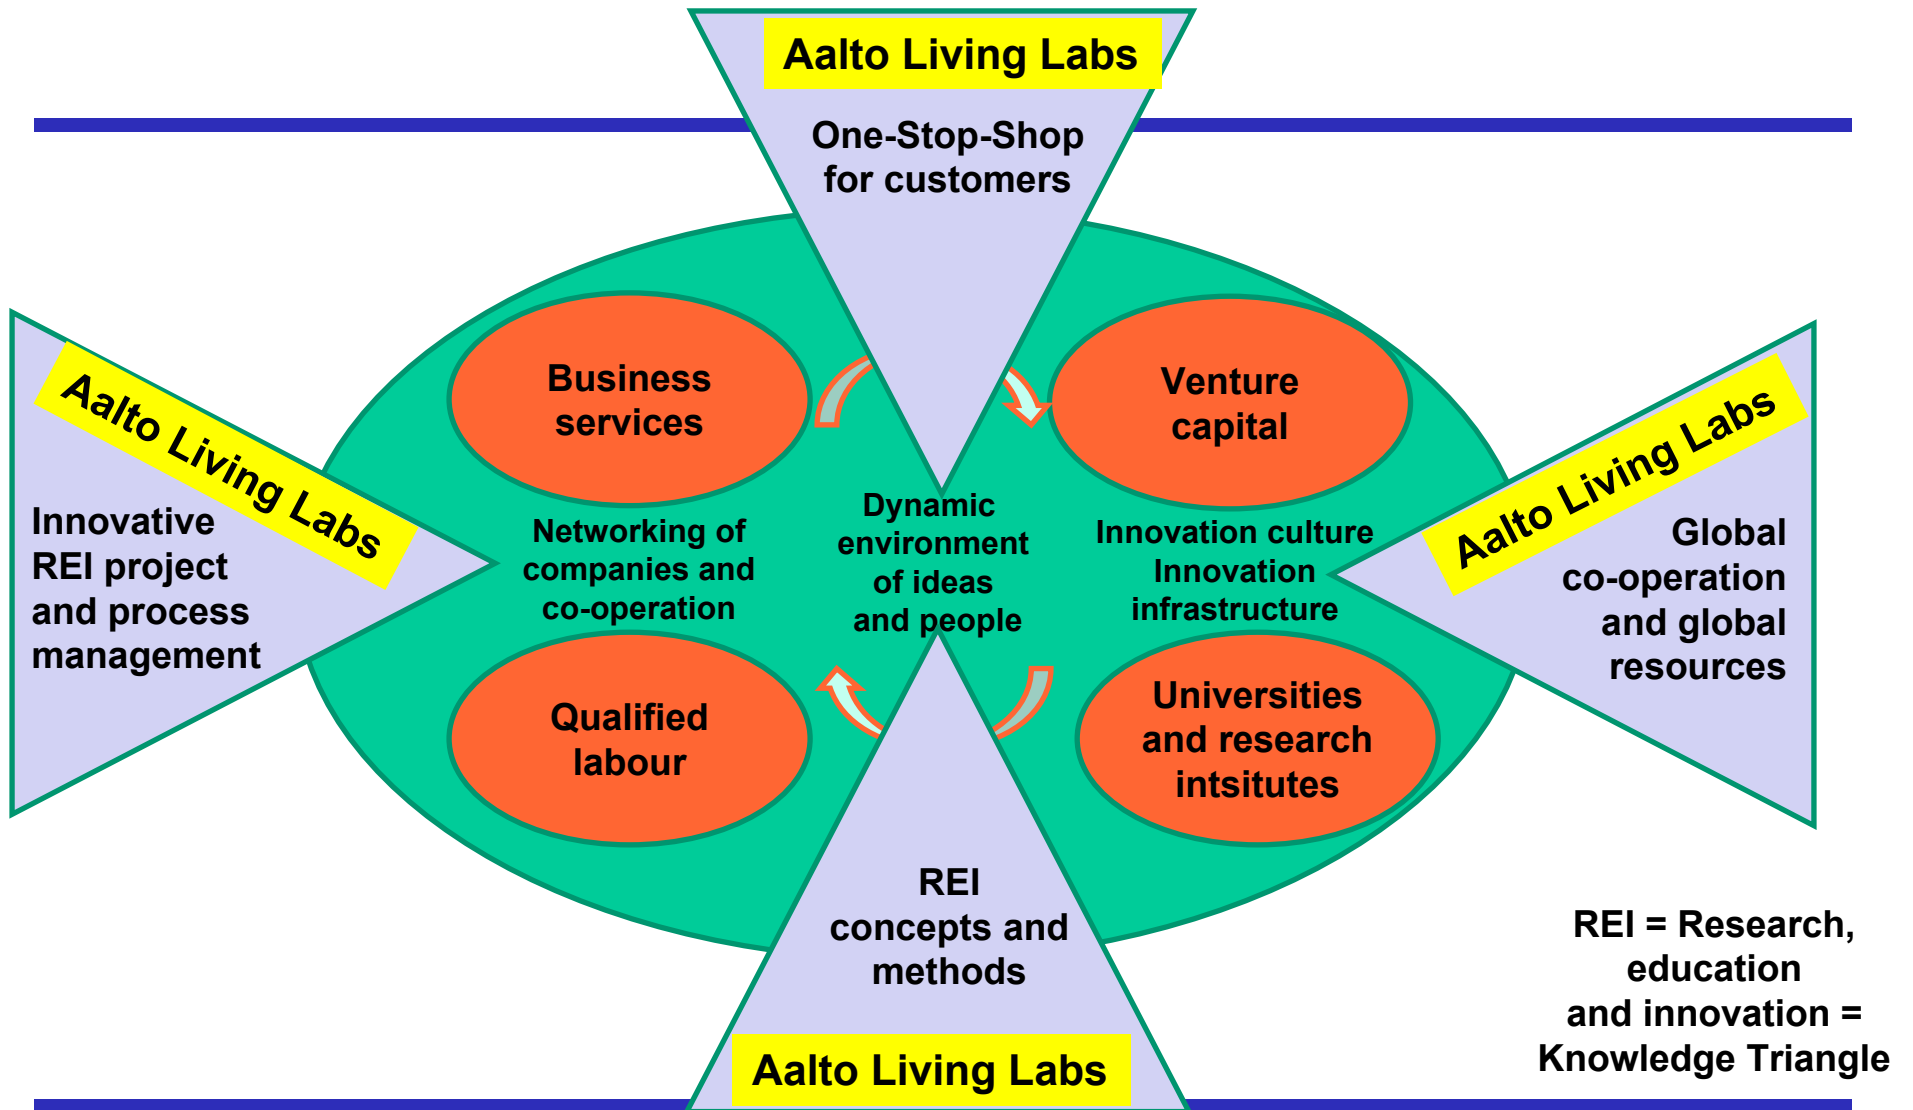 Aalto Living Labs
One-Stop-Shop
for customers
Business
services
Venture
capital
Aalto Living Labs
Innovative
REI project
and process
management
Networking of
companies and
co-operation
Dynamic
environment
of ideas
and people
Innovation culture
Innovation
infrastructure
Aalto Living Labs
Global
co-operation
and global
resources
Qualified
labour
Universities
and research
intsitutes
REI
concepts and
methods
Aalto Living Labs
REI = Research,
education
and innovation =
Knowledge Triangle